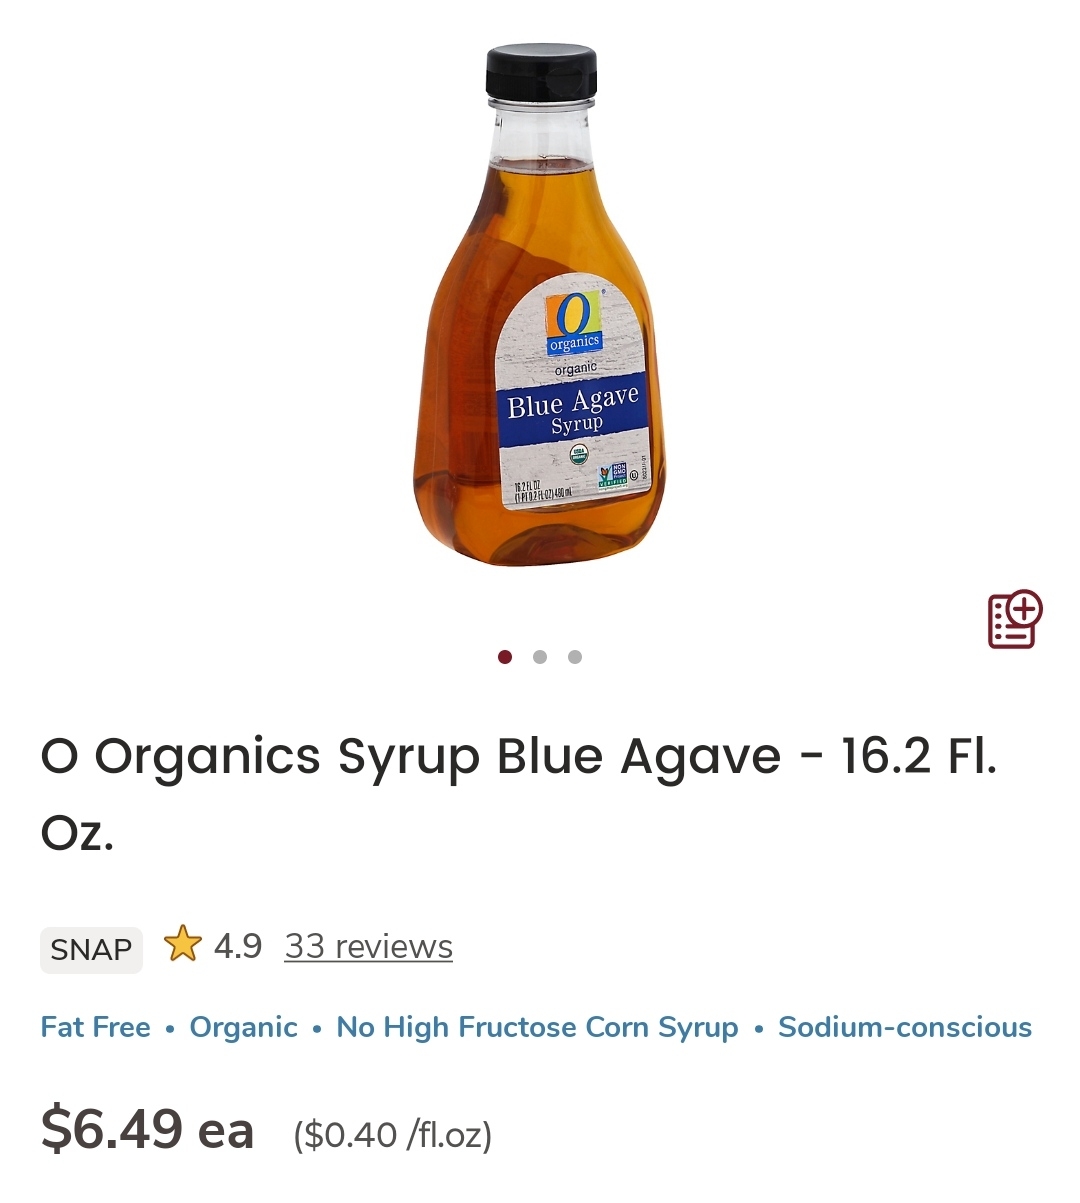 O
organics
organic
Blue Agave
Syrup
USDA
ORGANIC
NON
GMO
VERIFIED
16.2 FL OZ
(1 PT 0.2 FL OZ) 480 mL
O Organics Syrup Blue Agave - 16.2 Fl.
Oz.
SNAP 4.9 33 reviews
Fat Free • Organic • No High Fructose Corn Syrup • Sodium-conscious
$6.49 ea ($0.40 /fl.oz)